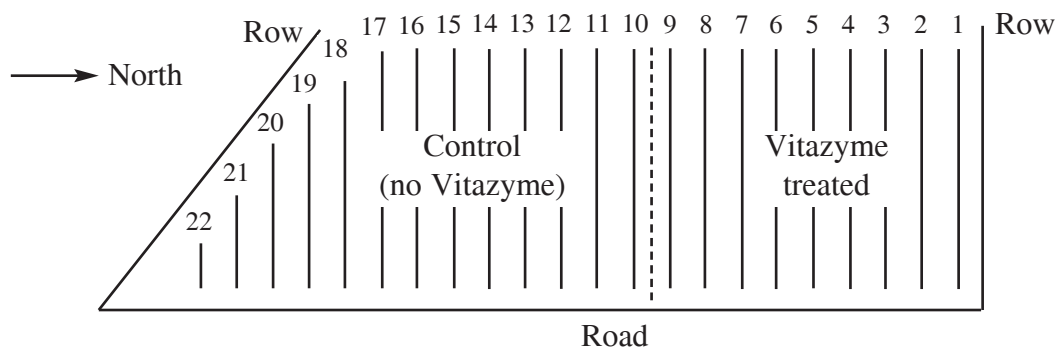 Row 17 16 15 14 13 12 11 10 9 8 7 6 5 4 3 2 1 Row
18
North
19
20
Control
(no Vitazyme)
Vitazyme
treated
21
22
Road